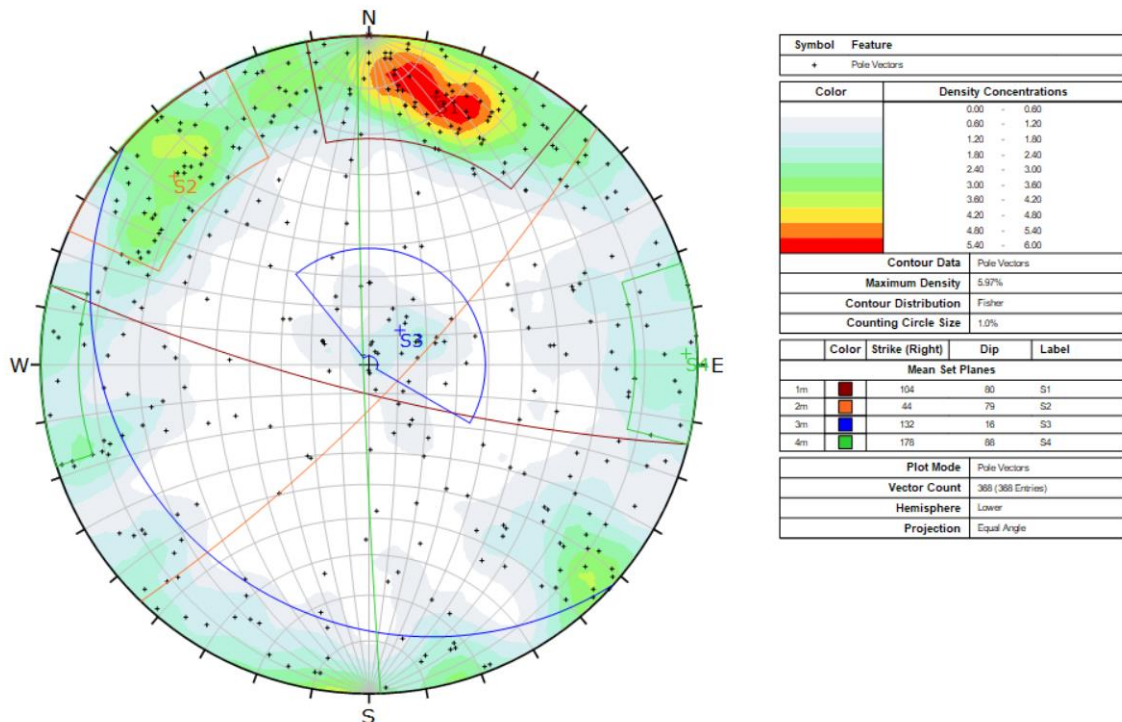 N
S2
S3
W
S4
E
S
Symbol Feature
+ Pole Vectors
Color Density Concentrations
0.00 - 0.60
0.60 - 1.20
1.20 - 1.80
1.80 - 2.40
2.40 - 3.00
3.00 - 3.60
3.60 - 4.20
4.20 - 4.80
4.80 - 5.40
5.40 - 6.00
Contour Data Pole Vectors
Maximum Density 5.97%
Contour Distribution Fisher
Counting Circle Size 1.0%
Color Strike (Right) Dip Label
Mean Set Planes
1m 104 80 S1
2m 44 79 S2
3m 132 16 S3
4m 178 88 S4
Plot Mode Pole Vectors
Vector Count 368 (368 Entries)
Hemisphere Lower
Projection Equal Angle